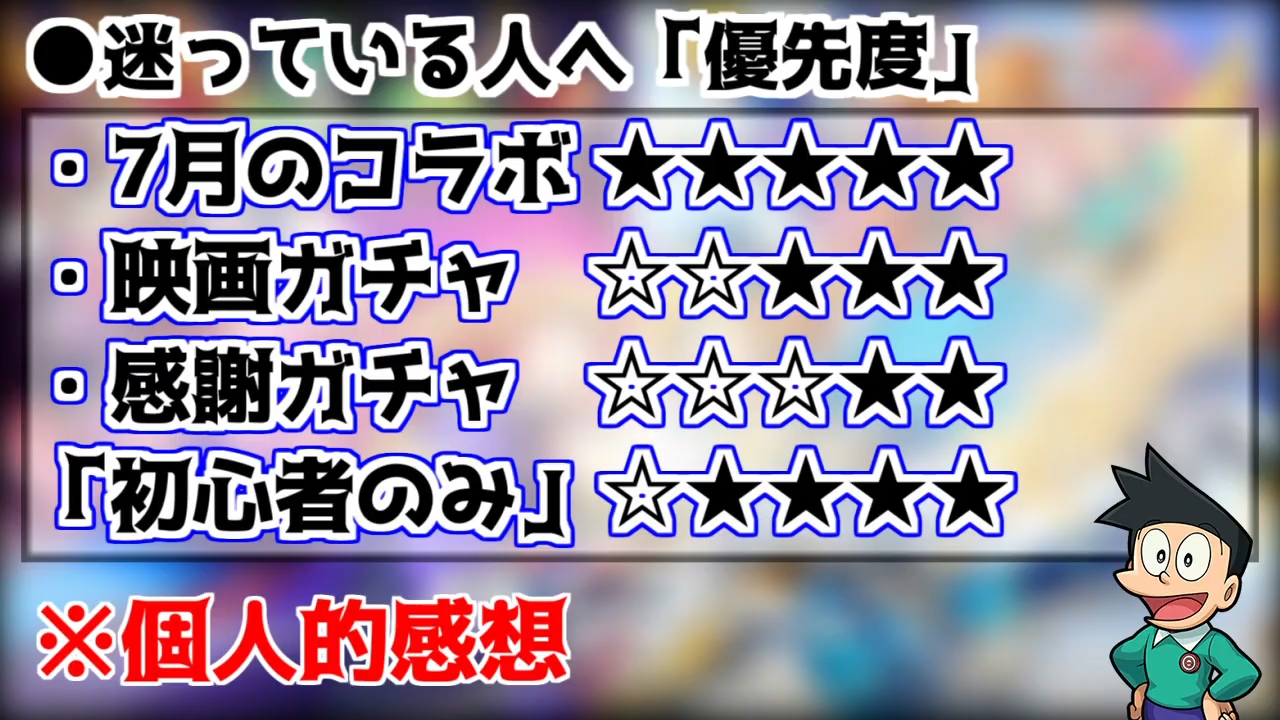 ●迷っている人へ「優先度」
・7月のコラボ ★★★★★
・映画ガチャ ☆☆★★★
・感謝ガチャ ☆☆☆★★
「初心者のみ」☆★★★★
※個人的感想